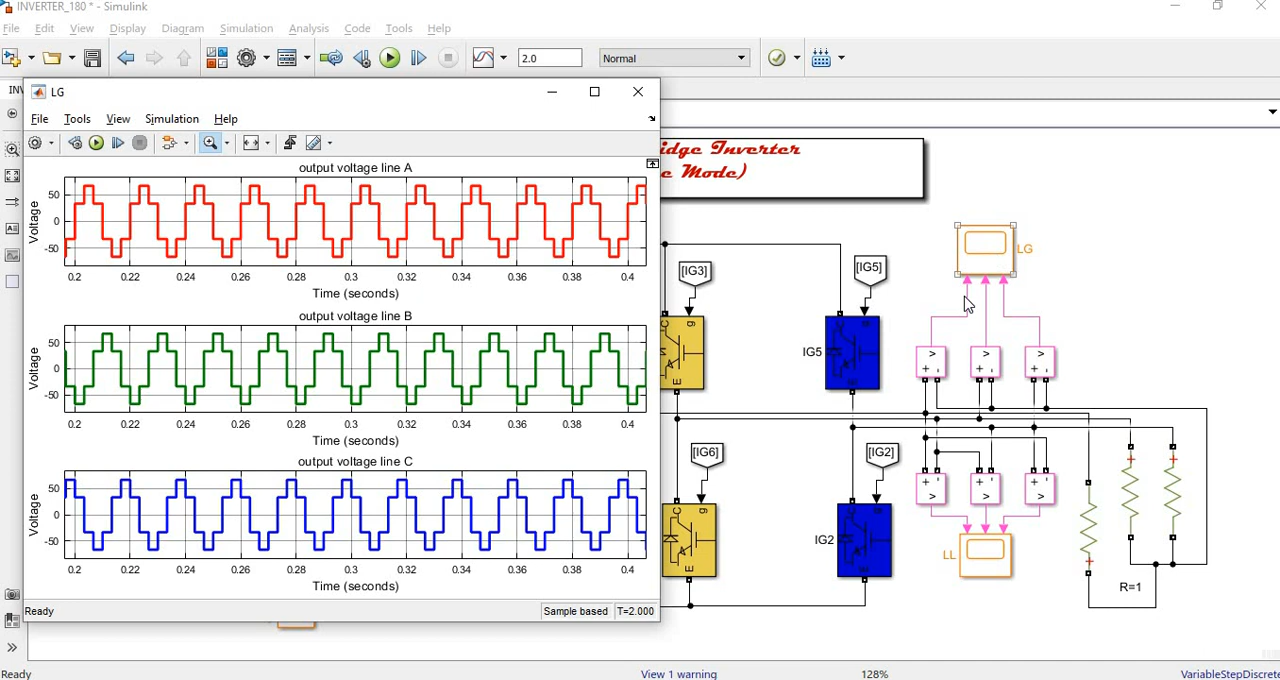 INVERTER_180 * - Simulink
File Edit View Display Diagram Simulation Analysis Code Tools Help
2.0 Normal
INV
LG
File Tools View Simulation Help
output voltage line A
Voltage
50
0
-50
0.2 0.22 0.24 0.26 0.28 0.3 0.32 0.34 0.36 0.38 0.4
Time (seconds)
output voltage line B
Voltage
50
0
-50
0.2 0.22 0.24 0.26 0.28 0.3 0.32 0.34 0.36 0.38 0.4
Time (seconds)
output voltage line C
Voltage
50
0
-50
0.2 0.22 0.24 0.26 0.28 0.3 0.32 0.34 0.36 0.38 0.4
Time (seconds)
Ready Sample based T=2.000
idge Inverter
e Mode)
LG
[IG3] [IG5]
g C g
IG5
E E
v v v
+ - + - + -
[IG6] [IG2]
+ - + - + -
v v v
g C g
IG2
E E
LL
+ + +
R=1
Ready View 1 warning 128% VariableStepDiscrete